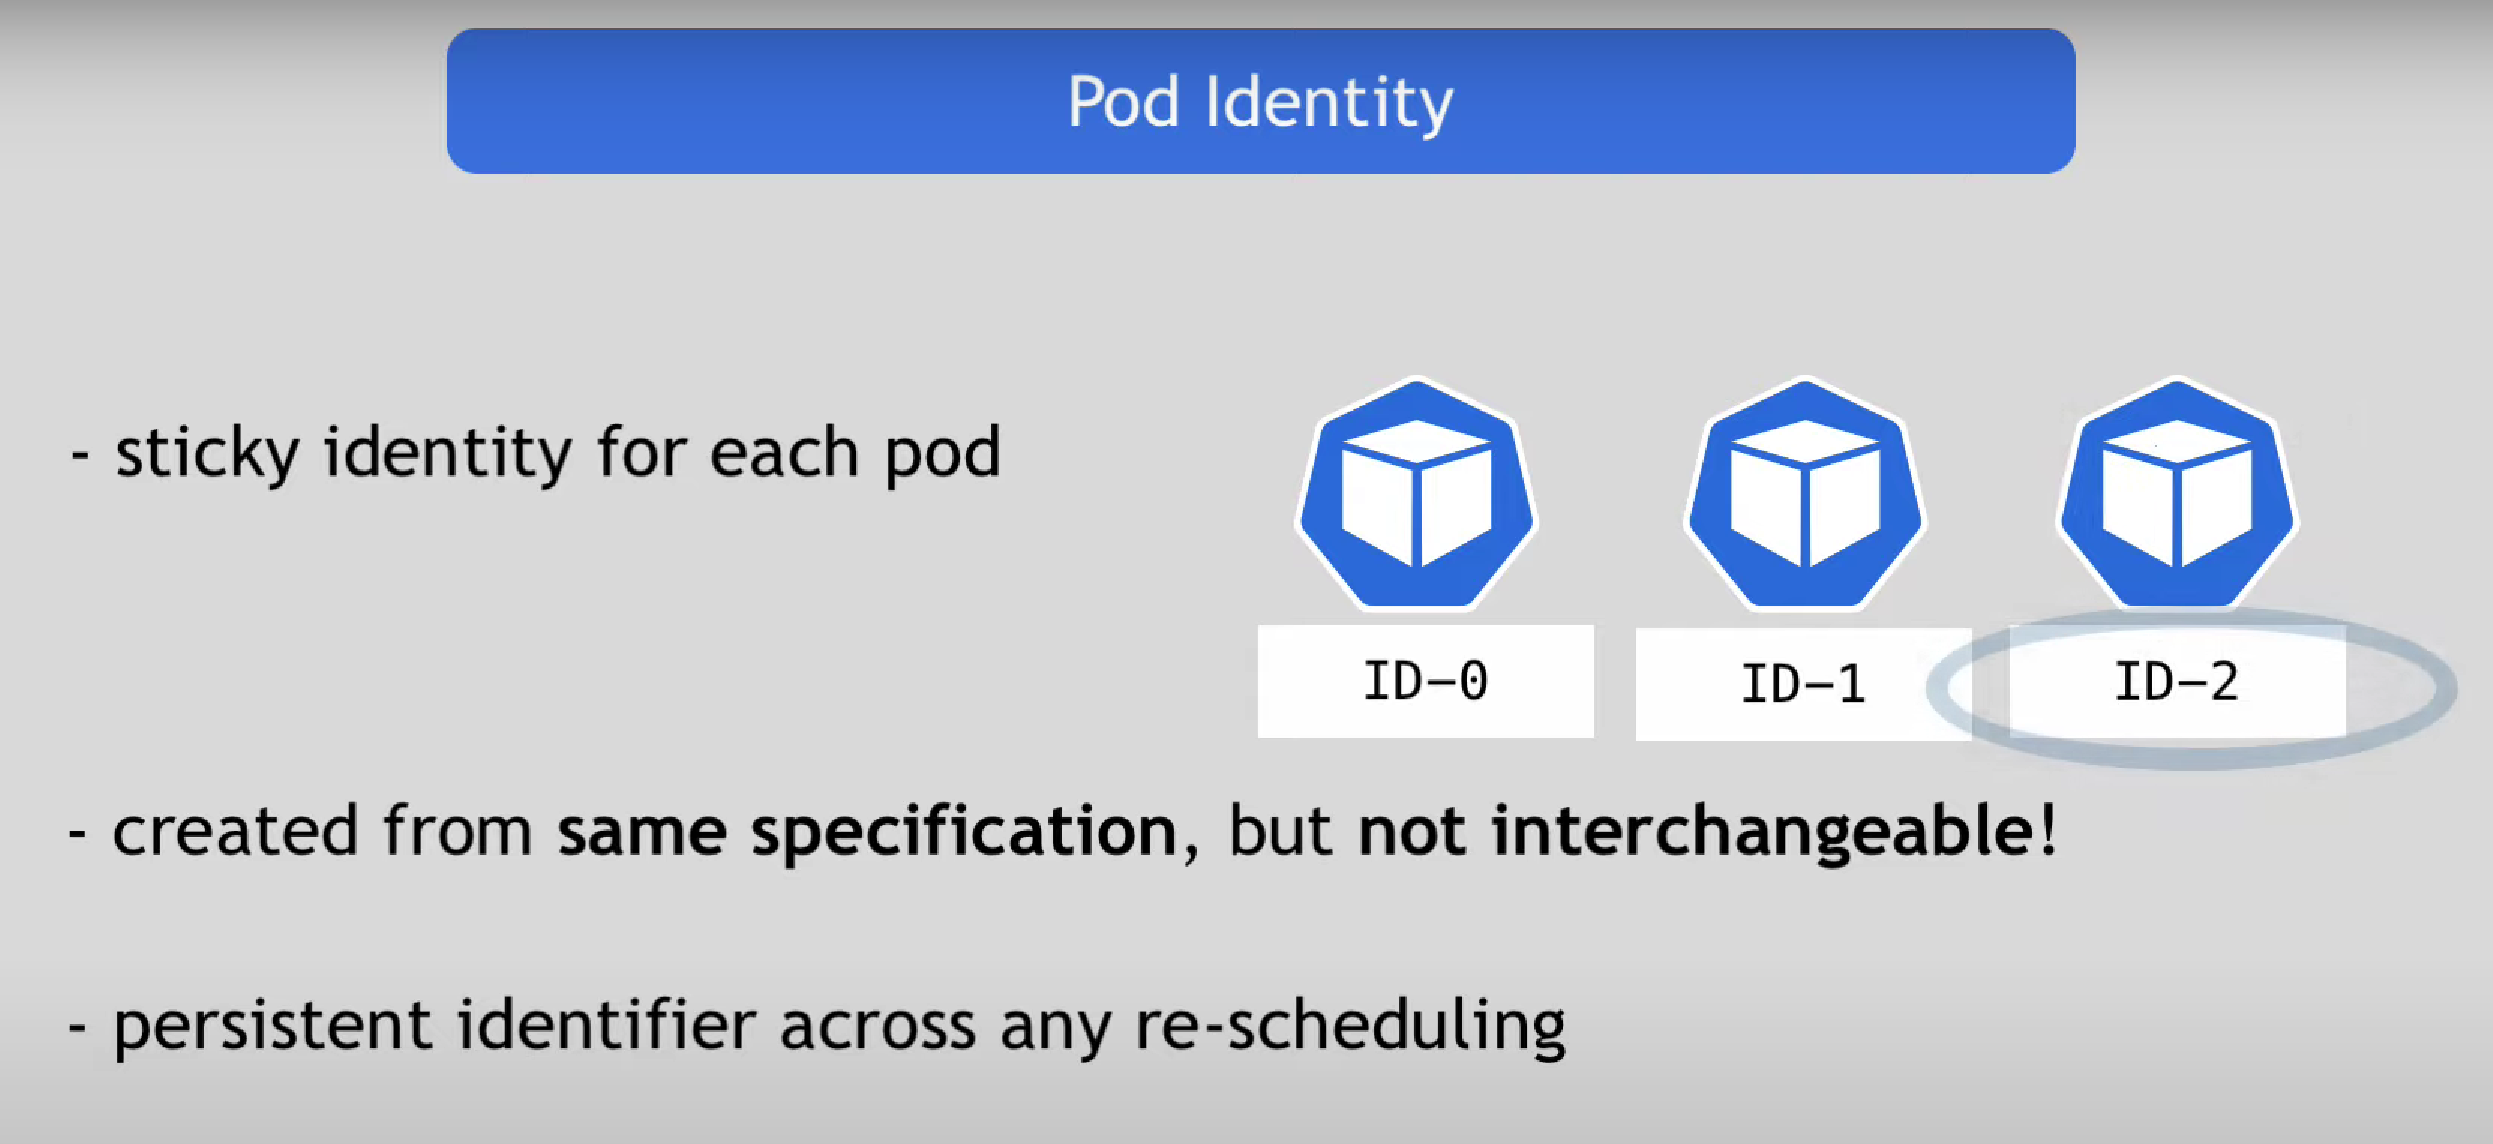 Pod Identity
- sticky identity for each pod
ID-0
ID-1
ID-2
- created from same specification, but not interchangeable!
- persistent identifier across any re-scheduling